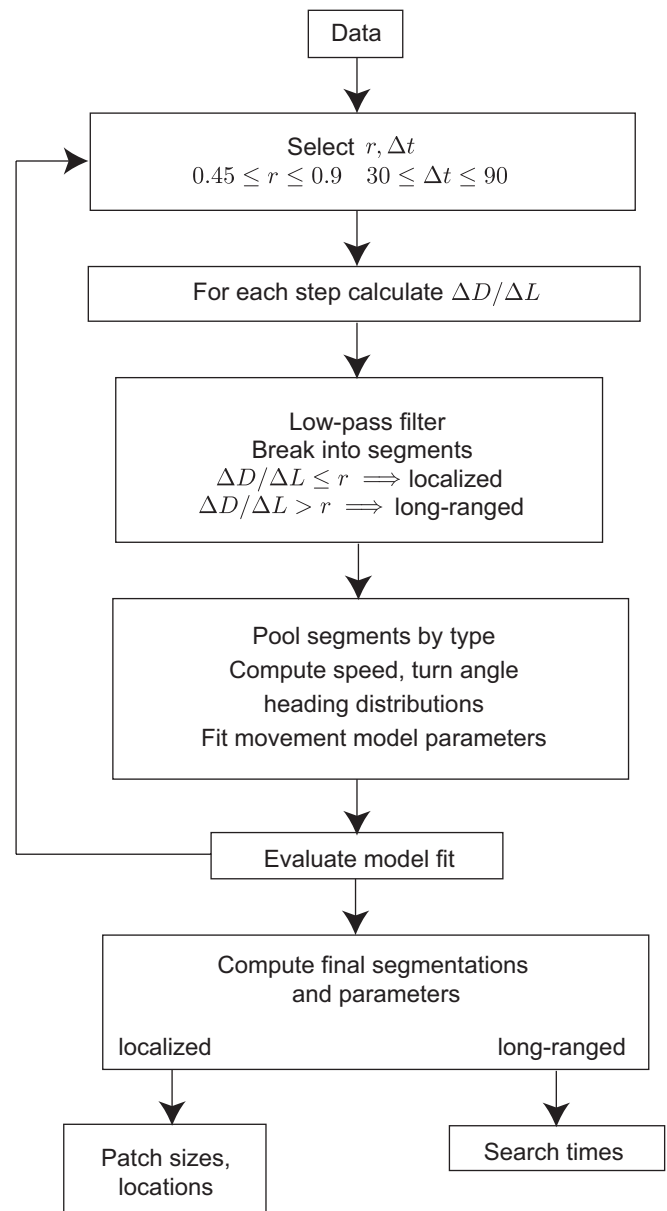 Data
Select r, Δt
0.45 ≤ r ≤ 0.9 30 ≤ Δt ≤ 90
For each step calculate ΔD/ΔL
Low-pass filter
Break into segments
ΔD/ΔL ≤ r ⟹ localized
ΔD/ΔL > r ⟹ long-ranged
Pool segments by type
Compute speed, turn angle
heading distributions
Fit movement model parameters
Evaluate model fit
Compute final segmentations
and parameters
localized
long-ranged
Patch sizes,
locations
Search times